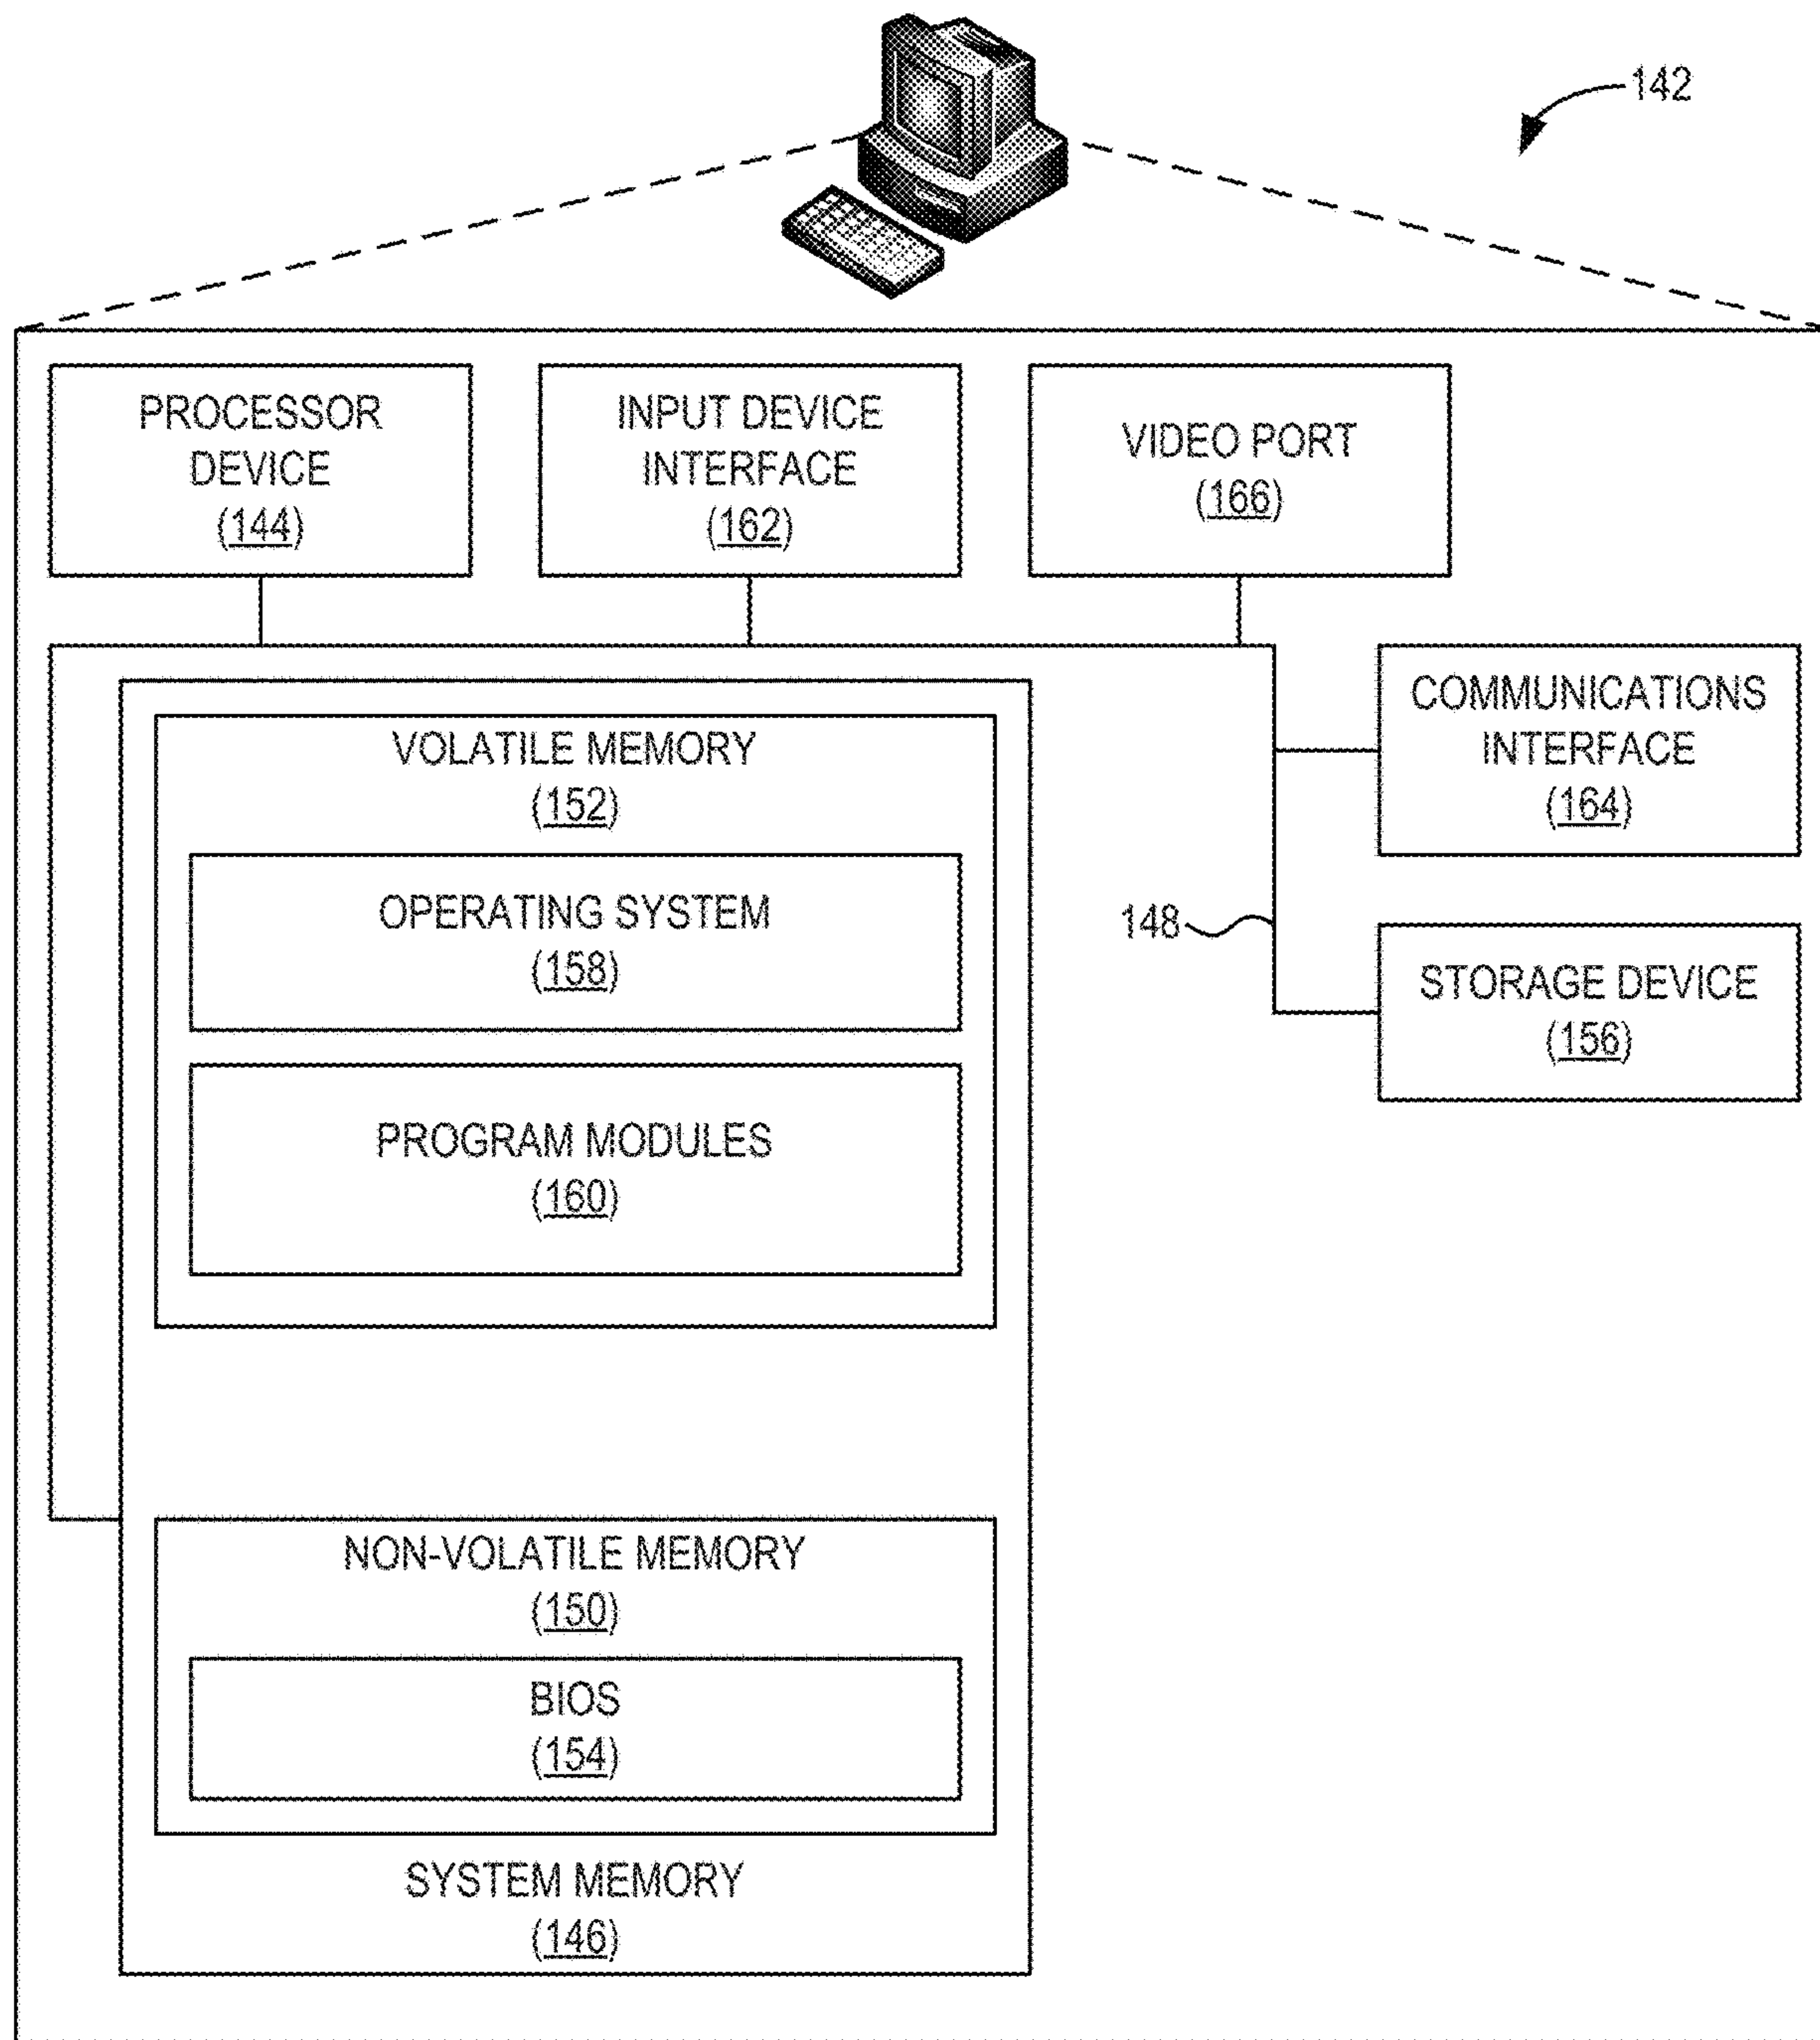 142
PROCESSOR
DEVICE
(144)
INPUT DEVICE
INTERFACE
(162)
VIDEO PORT
(166)
VOLATILE MEMORY
(152)
OPERATING SYSTEM
(158)
PROGRAM MODULES
(160)
COMMUNICATIONS
INTERFACE
(164)
148
STORAGE DEVICE
(156)
NON-VOLATILE MEMORY
(150)
BIOS
(154)
SYSTEM MEMORY
(146)